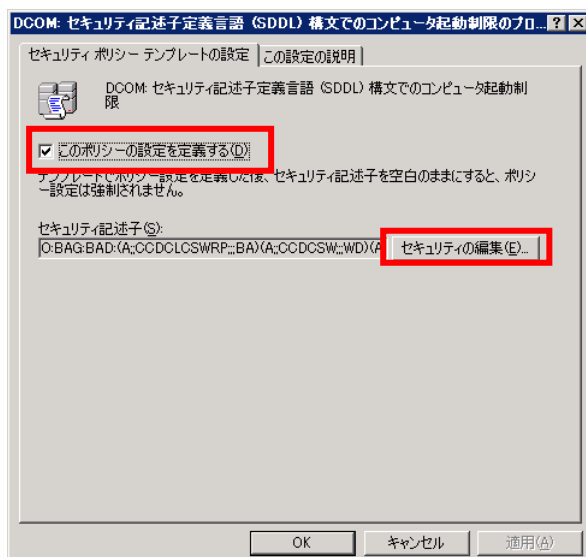 DCOM: セキュリティ記述子定義言語 (SDDL) 構文でのコンピュータ起動制限のプロ...
セキュリティ ポリシー テンプレートの設定 この設定の説明
DCOM: セキュリティ記述子定義言語 (SDDL) 構文でのコンピュータ起動制
限
このポリシーの設定を定義する(D)
テンプレートでポリシー設定を定義した後、セキュリティ記述子を空白のままにすると、ポリシ
ー設定は強制されません。
セキュリティ記述子(S):
O:BAG:BAD:(A;;CCDCLCSWRP;;;BA)(A;;CCDCSW;;;WD)(A セキュリティの編集(E)...
OK キャンセル 適用(A)